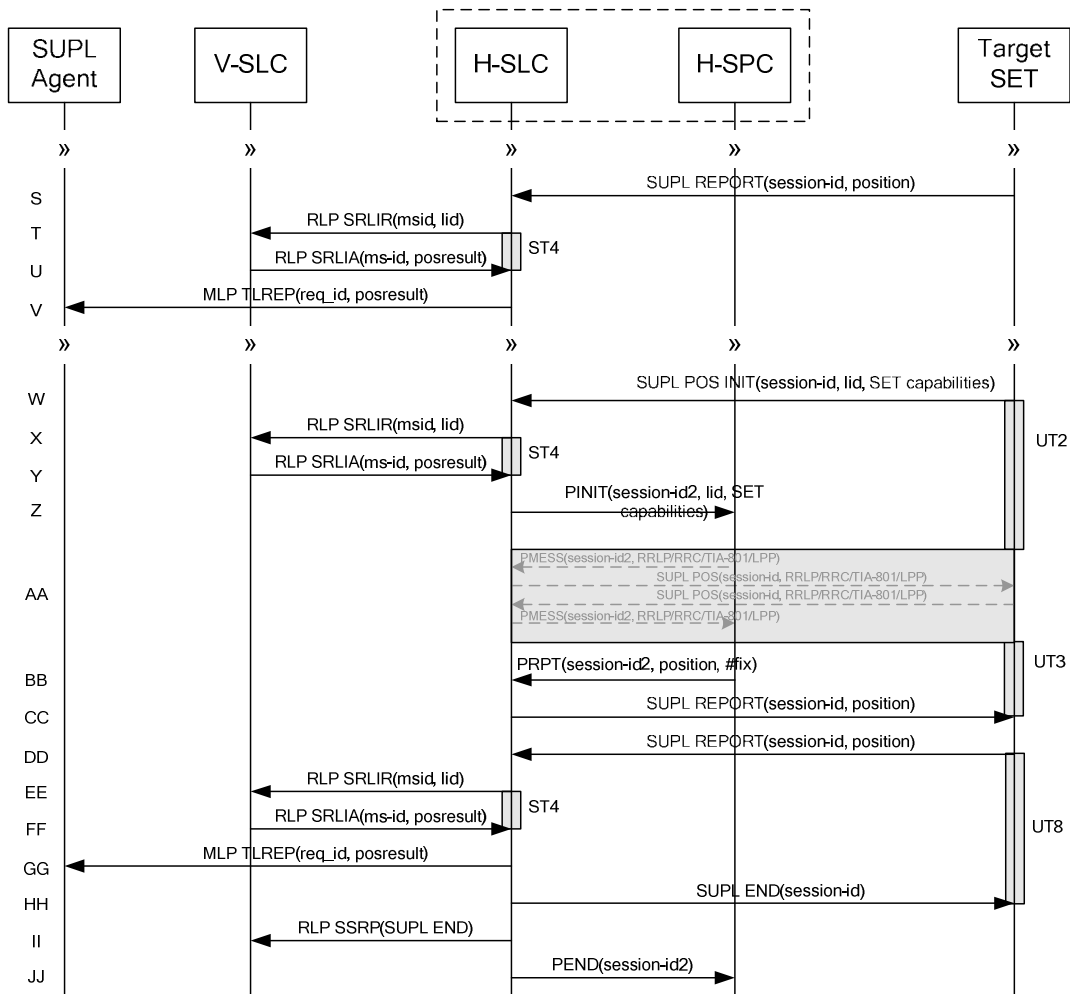 SUPL
Agent
V-SLC
H-SLC
H-SPC
Target
SET
» » » » »
S
SUPL REPORT(session-id, position)
T
RLP SRLIR(msid, lid)
ST4
U
RLP SRLIA(ms-id, posresult)
V
MLP TLREP(req_id, posresult)
» » » » »
W
SUPL POS INIT(session-id, lid, SET capabilities)
X
RLP SRLIR(msid, lid)
ST4
UT2
Y
RLP SRLIA(ms-id, posresult)
Z
PINIT(session-id2, lid, SET
capabilities)
AA
PMESS(session-id2, RRLP/RRC/TIA-801/LPP)
SUPL POS(session-id, RRLP/RRC/TIA-801/LPP)
SUPL POS(session-id, RRLP/RRC/TIA-801/LPP)
PMESS(session-id2, RRLP/RRC/TIA-801/LPP)
UT3
BB
PRPT(session-id2, position, #fix)
CC
SUPL REPORT(session-id, position)
DD
SUPL REPORT(session-id, position)
EE
RLP SRLIR(msid, lid)
ST4
FF
RLP SRLIA(ms-id, posresult)
UT8
GG
MLP TLREP(req_id, posresult)
HH
SUPL END(session-id)
II
RLP SSRP(SUPL END)
JJ
PEND(session-id2)